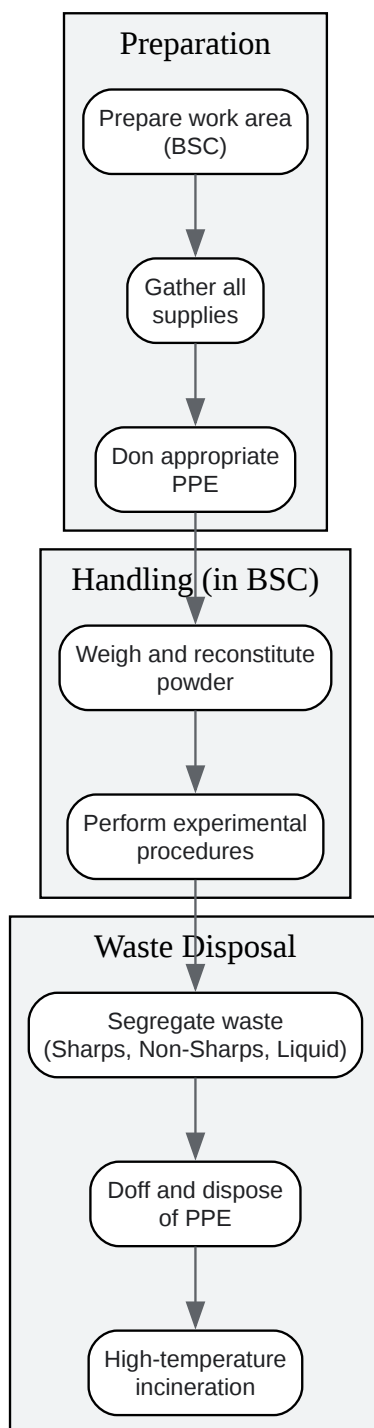 Preparation
Prepare work area
(BSC)
Gather all
supplies
Don appropriate
PPE
Handling (in BSC)
Weigh and reconstitute
powder
Perform experimental
procedures
Waste Disposal
Segregate waste
(Sharps, Non-Sharps, Liquid)
Doff and dispose
of PPE
High-temperature
incineration